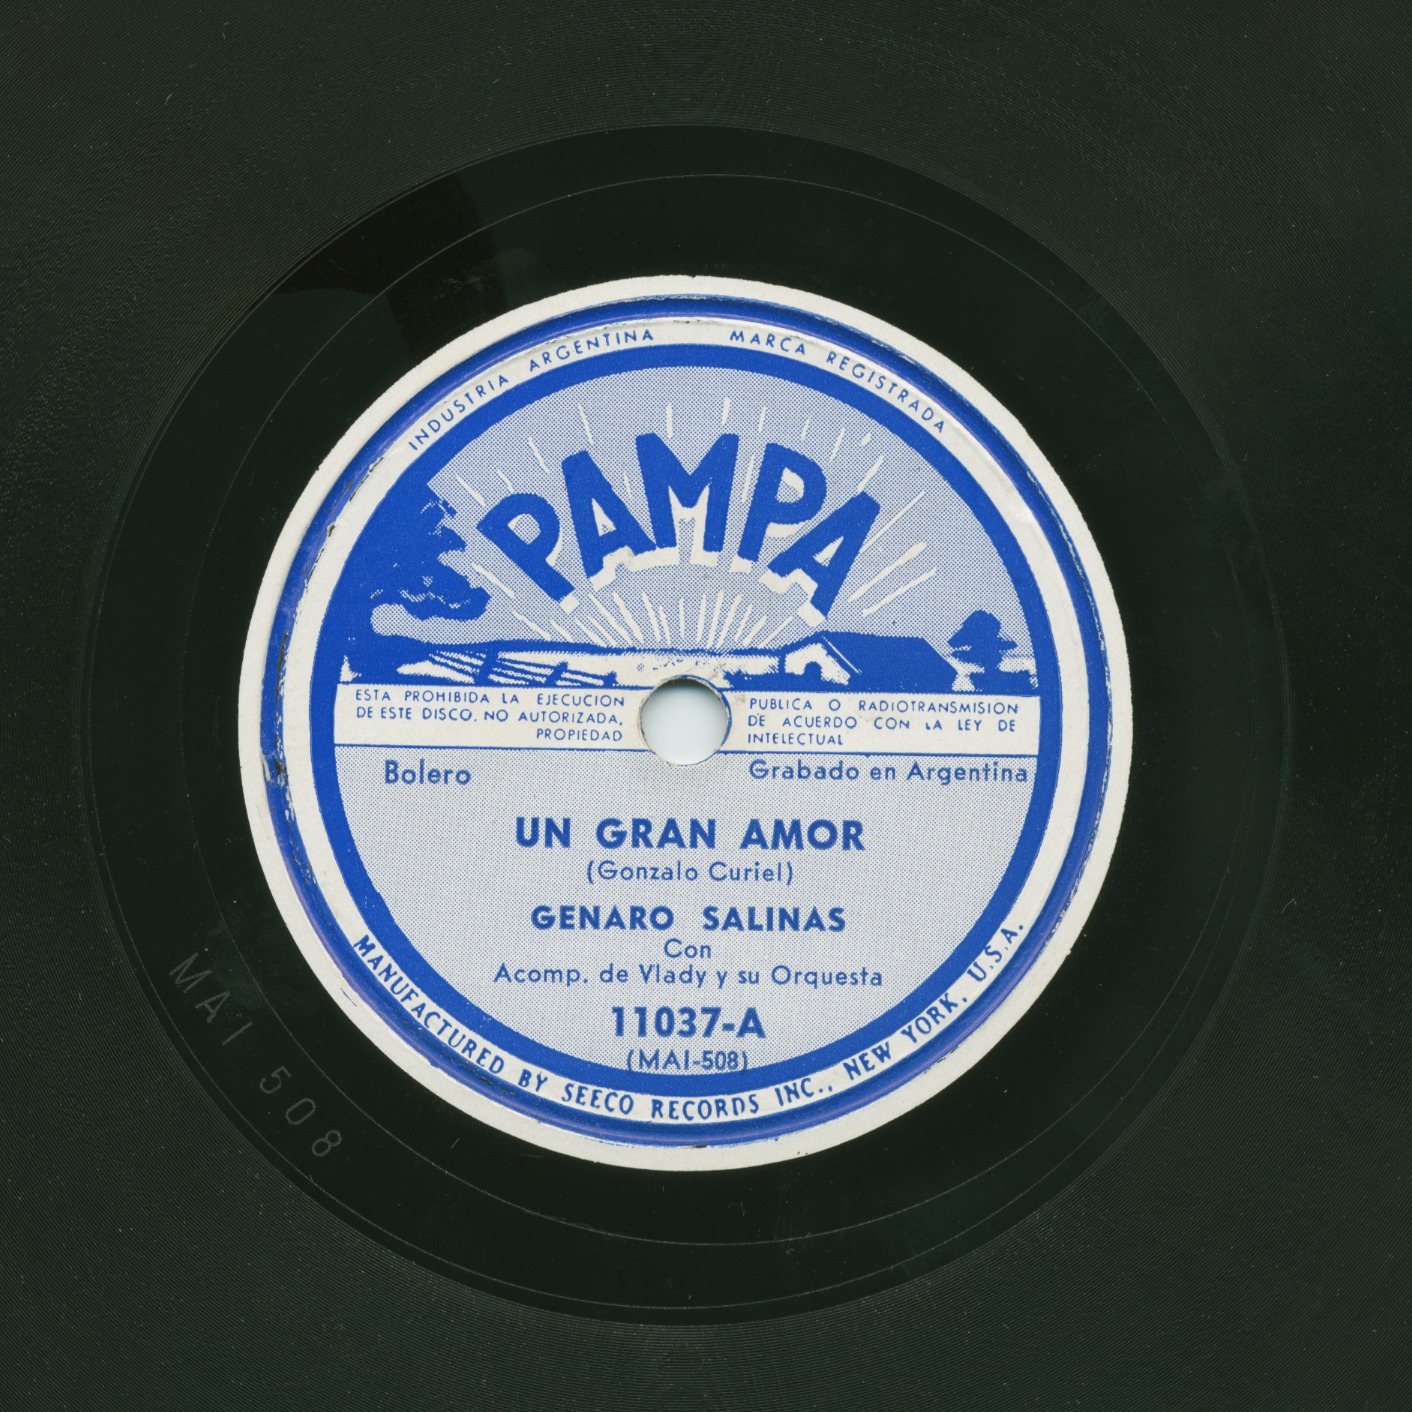 INDUSTRIA ARGENTINA MARCA REGISTRADA
PAMPA
ESTA PROHIBIDA LA EJECUCION PUBLICA O RADIOTRANSMISION
DE ESTE DISCO, NO AUTORIZADA, DE ACUERDO CON LA LEY DE
PROPIEDAD INTELECTUAL
Bolero Grabado en Argentina
UN GRAN AMOR
(Gonzalo Curiel)
GENARO SALINAS
Con
Acomp. de Vlady y su Orquesta
11037-A
(MAI-508)
MANUFACTURED BY SEECO RECORDS INC., NEW YORK, U.S.A.
MAI 508